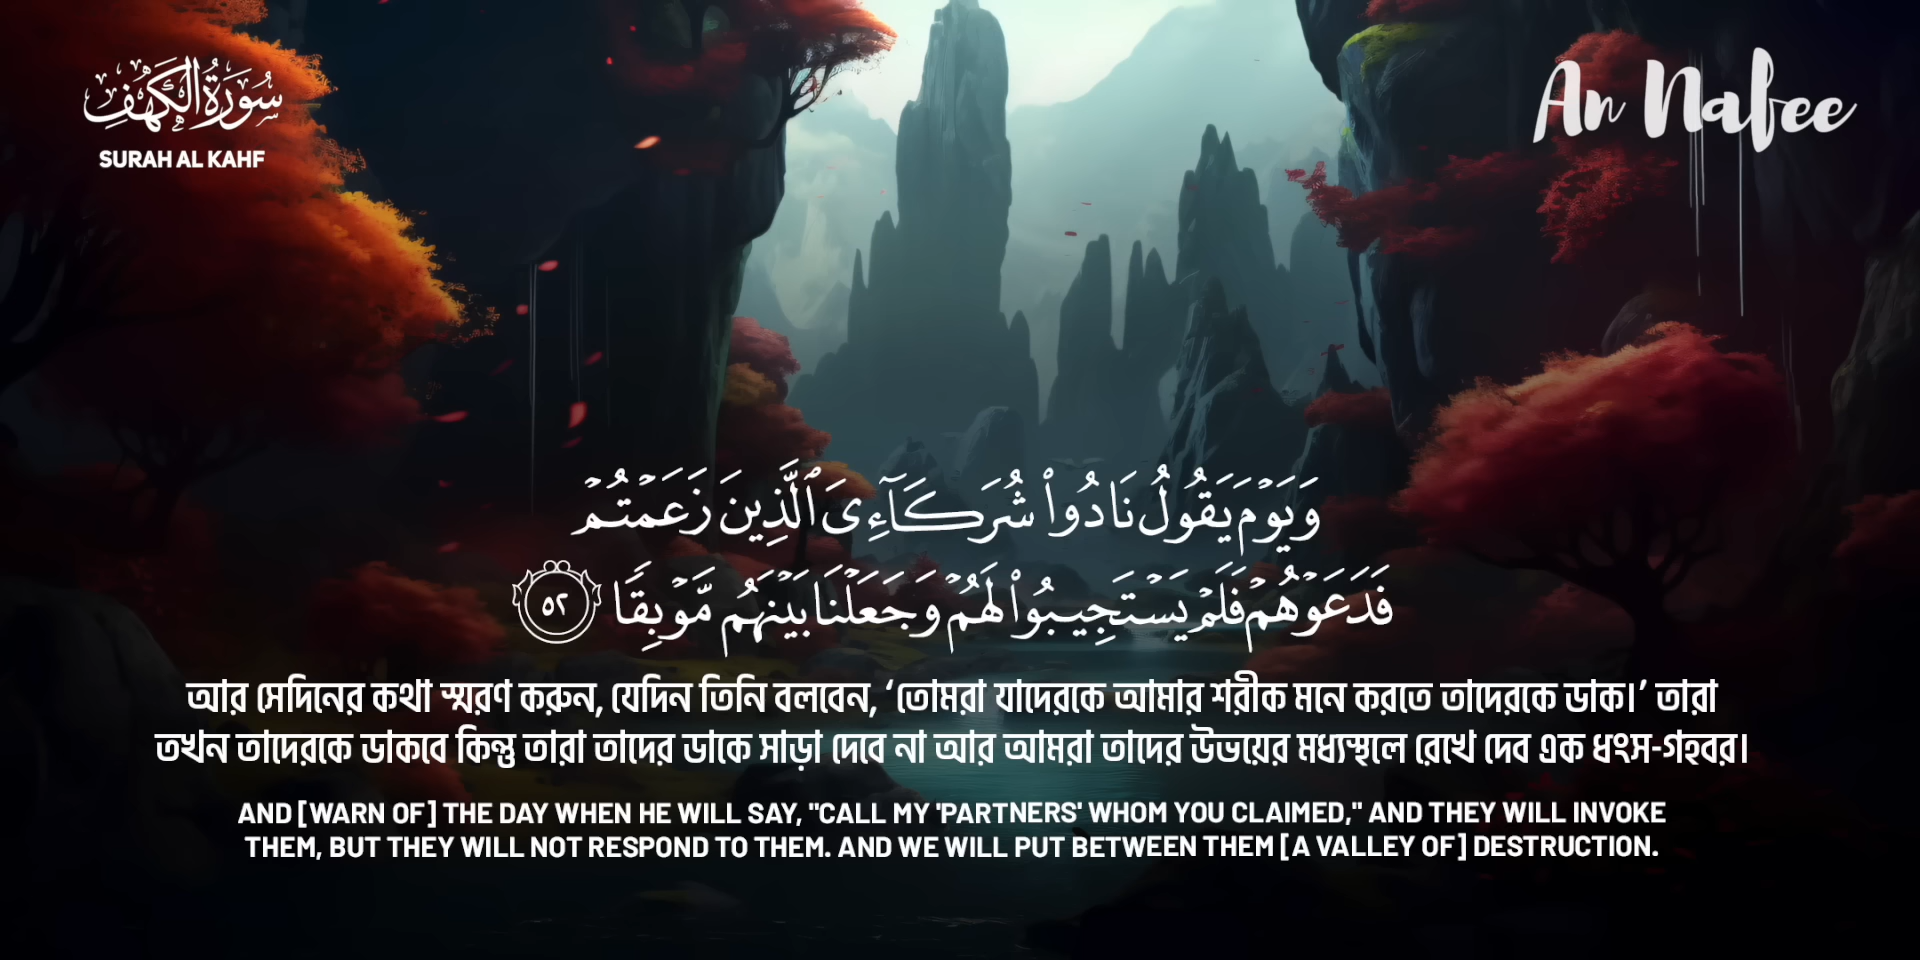 سُورَةُ الكَهْفِ
SURAH AL KAHF
An Nafee
وَيَوْمَ يَقُولُ نَادُوا۟ شُرَكَآءِىَ ٱلَّذِينَ زَعَمْتُمْ
فَدَعَوْهُمْ فَلَمْ يَسْتَجِيبُوا۟ لَهُمْ وَجَعَلْنَا بَيْنَهُم مَّوْبِقًا ٥٢
আর সেদিনের কথা স্মরণ করুন, যেদিন তিনি বলবেন, ‘তোমরা যাদেরকে আমার শরীক মনে করতে তাদেরকে ডাক।’ তারা
তখন তাদেরকে ডাকবে কিন্তু তারা তাদের ডাকে সাড়া দেবে না আর আমরা তাদের উভয়ের মধ্যস্থলে রেখে দেব এক ধংস-গহবর।
AND [WARN OF] THE DAY WHEN HE WILL SAY, "CALL MY 'PARTNERS' WHOM YOU CLAIMED," AND THEY WILL INVOKE
THEM, BUT THEY WILL NOT RESPOND TO THEM. AND WE WILL PUT BETWEEN THEM [A VALLEY OF] DESTRUCTION.